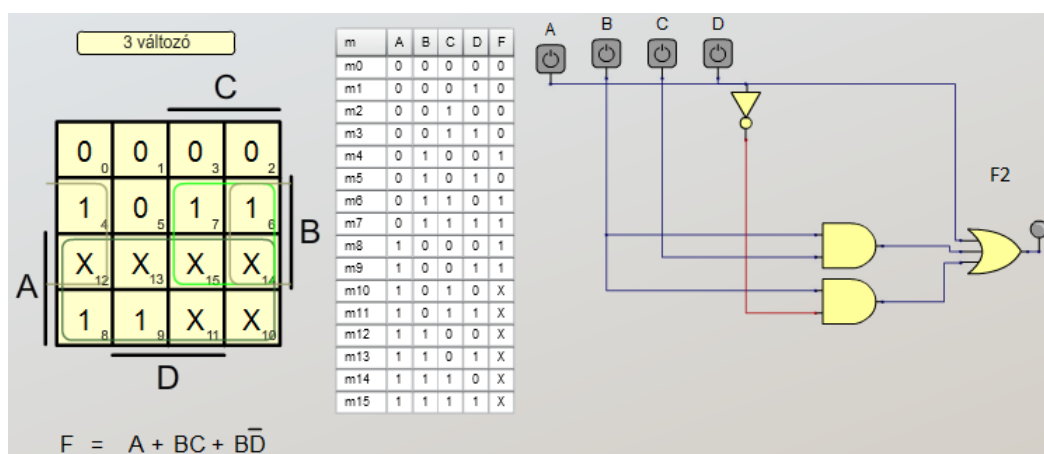 3 változó
C
0 0 0 1 0 3 0 2
1 4 0 5 1 7 1 6
B
X 12 X 13 X 15 X 14
A
1 8 1 9 X 11 X 10
D
F = A + BC + BD̅
m A B C D F
m0 0 0 0 0 0
m1 0 0 0 1 0
m2 0 0 1 0 0
m3 0 0 1 1 0
m4 0 1 0 0 1
m5 0 1 0 1 0
m6 0 1 1 0 1
m7 0 1 1 1 1
m8 1 0 0 0 1
m9 1 0 0 1 1
m10 1 0 1 0 X
m11 1 0 1 1 X
m12 1 1 0 0 X
m13 1 1 0 1 X
m14 1 1 1 0 X
m15 1 1 1 1 X
A B C D
F2